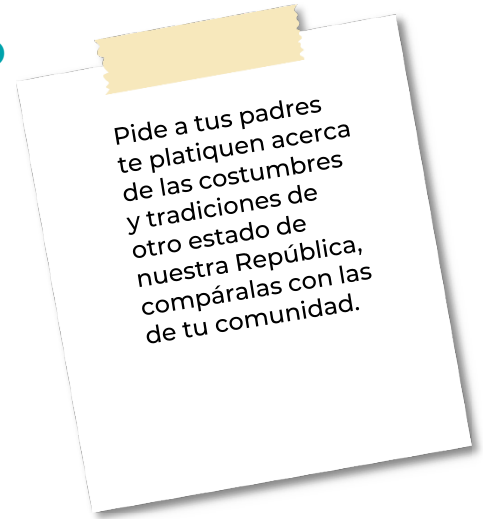 Pide a tus padres
te platiquen acerca
de las costumbres
y tradiciones de
otro estado de
nuestra República,
compáralas con las
de tu comunidad.